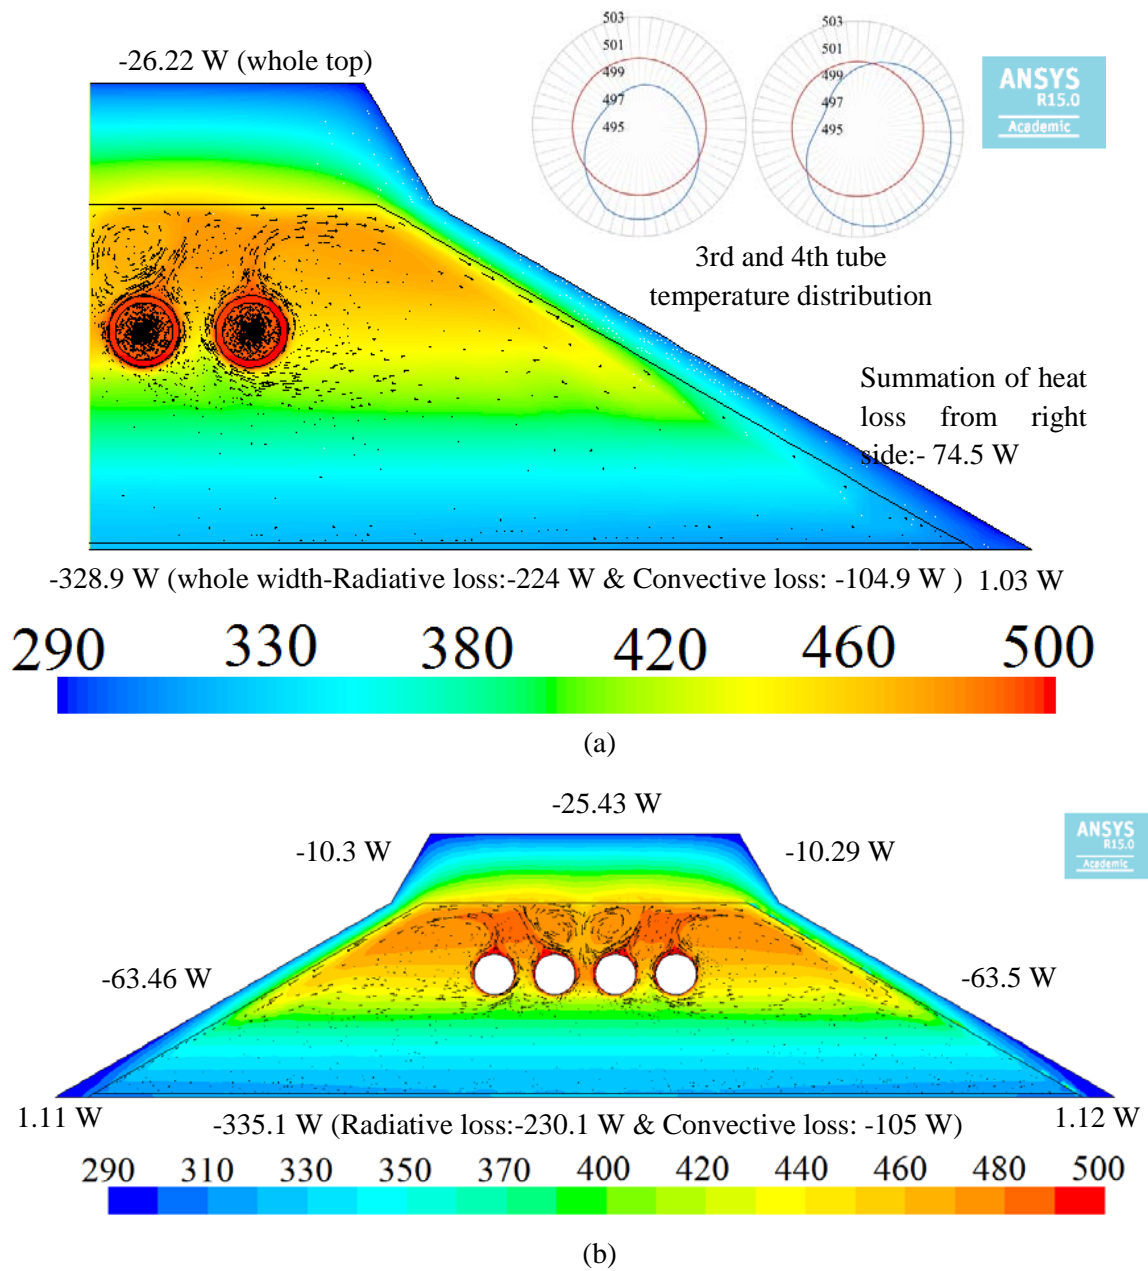 -26.22 W (whole top)
503
501
499
497
495
503
501
499
497
495
ANSYS
R15.0
Academic
3rd and 4th tube
temperature distribution
Summation of heat
loss from right
side:- 74.5 W
-328.9 W (whole width-Radiative loss:-224 W & Convective loss: -104.9 W )
1.03 W
290 330 380 420 460 500
(a)
-25.43 W
ANSYS
R15.0
Academic
-10.3 W
-10.29 W
-63.46 W
-63.5 W
1.11 W
-335.1 W (Radiative loss:-230.1 W & Convective loss: -105 W)
1.12 W
290 310 330 350 370 400 420 440 460 480 500
(b)